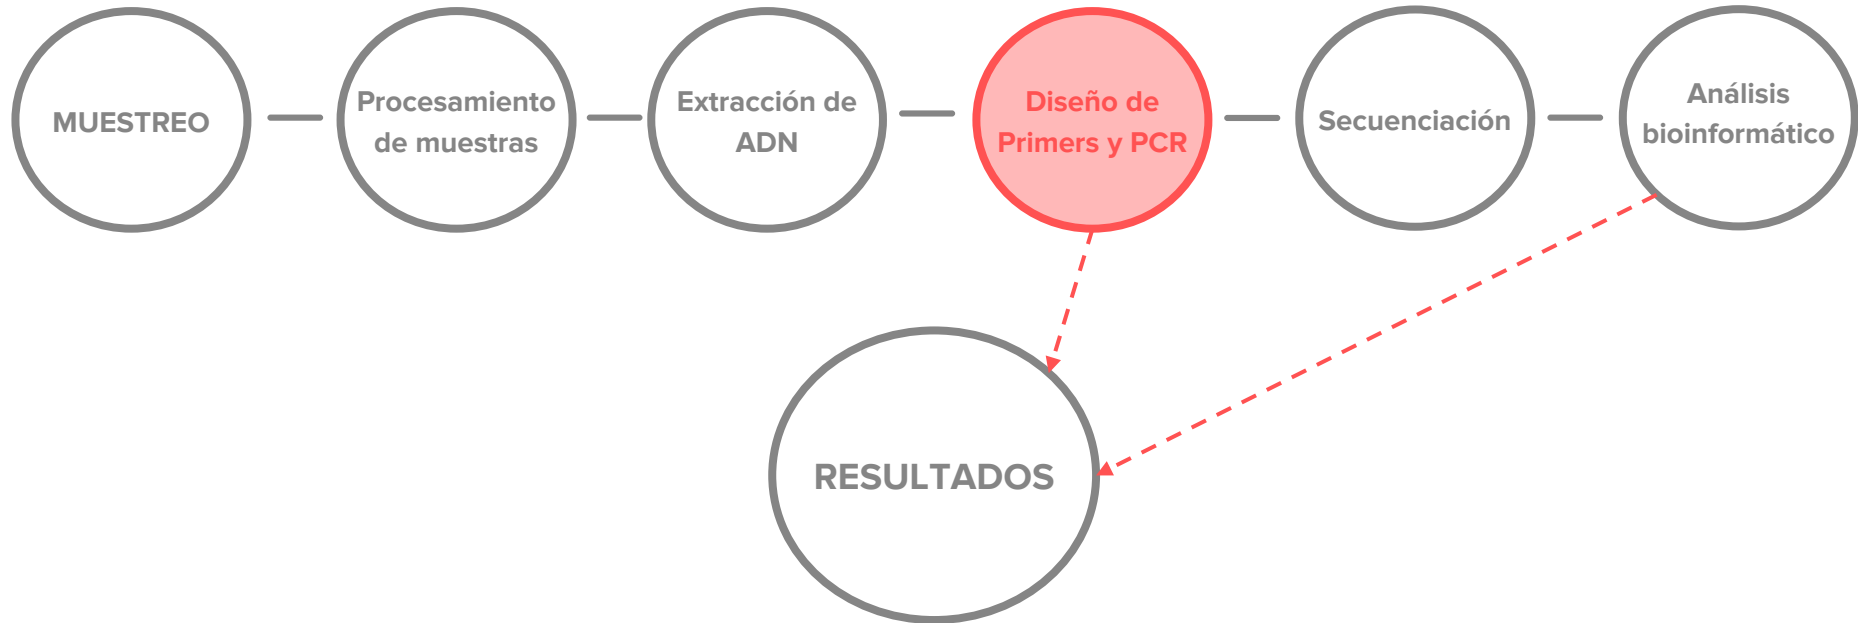 MUESTREO
Procesamiento
de muestras
Extracción de
ADN
Diseño de
Primers y PCR
Secuenciación
Análisis
bioinformático
RESULTADOS